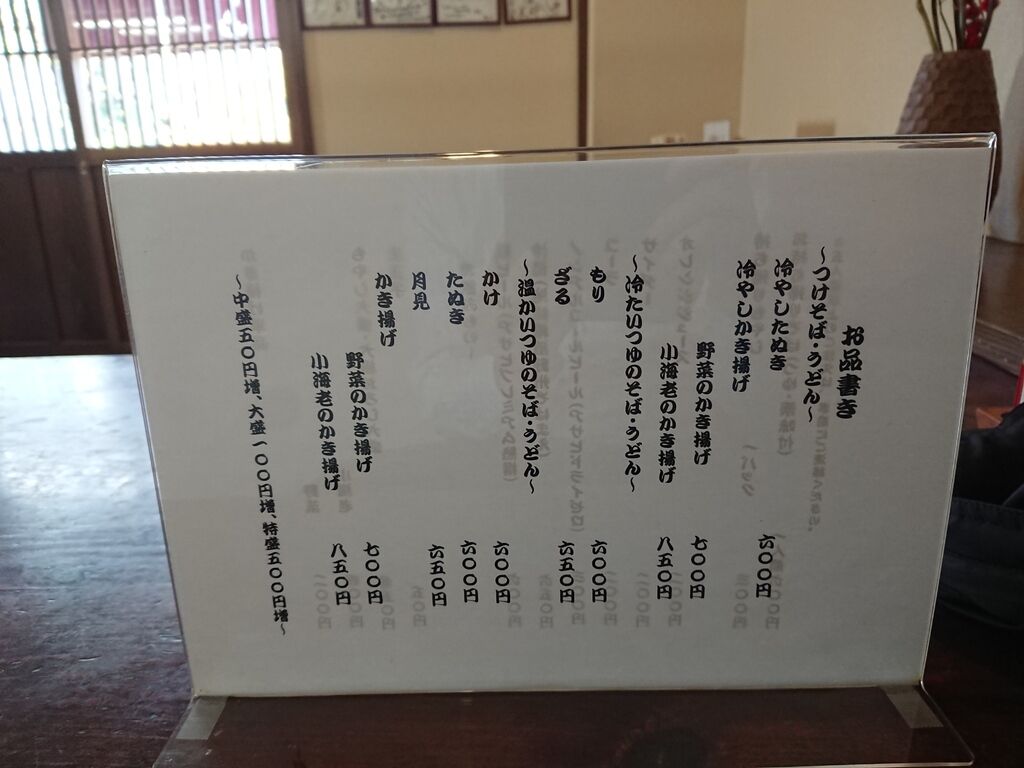 お品書き
～つけそば・うどん～
冷やしたぬき 六〇〇円
冷やしかき揚げ
野菜のかき揚げ 七〇〇円
小海老のかき揚げ 八五〇円
～冷たいつゆのそば・うどん～
もり 六〇〇円
ざる 六五〇円
～温かいつゆのそば・うどん～
かけ 六〇〇円
たぬき 六〇〇円
月見 六五〇円
かき揚げ
野菜のかき揚げ 七〇〇円
小海老のかき揚げ 八五〇円
～中盛五〇円増、大盛一〇〇円増、特盛五〇〇円増～